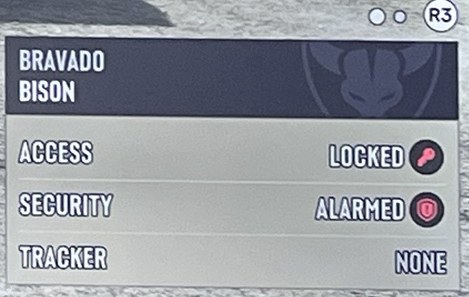 R3
BRAVADO
BISON
ACCESS LOCKED
SECURITY ALARMED
TRACKER NONE